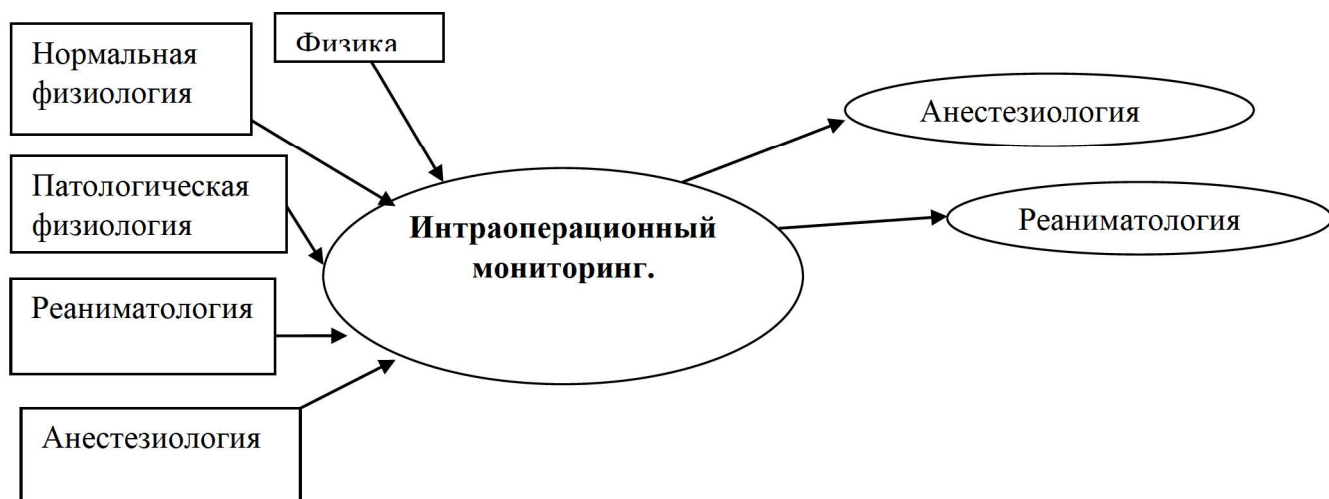 Нормальная
физиология
Физика
Патологическая
физиология
Реаниматология
Анестезиология
Интраоперационный
мониторинг.
Анестезиология
Реаниматология